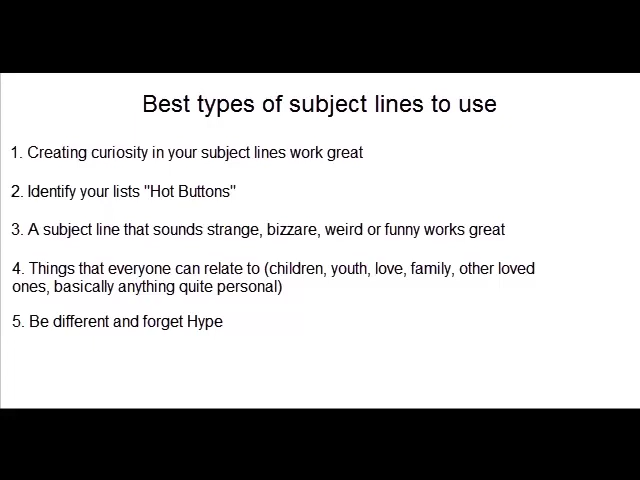 Best types of subject lines to use
1. Creating curiosity in your subject lines work great
2. Identify your lists "Hot Buttons"
3. A subject line that sounds strange, bizzare, weird or funny works great
4. Things that everyone can relate to (children, youth, love, family, other loved
ones, basically anything quite personal)
5. Be different and forget Hype